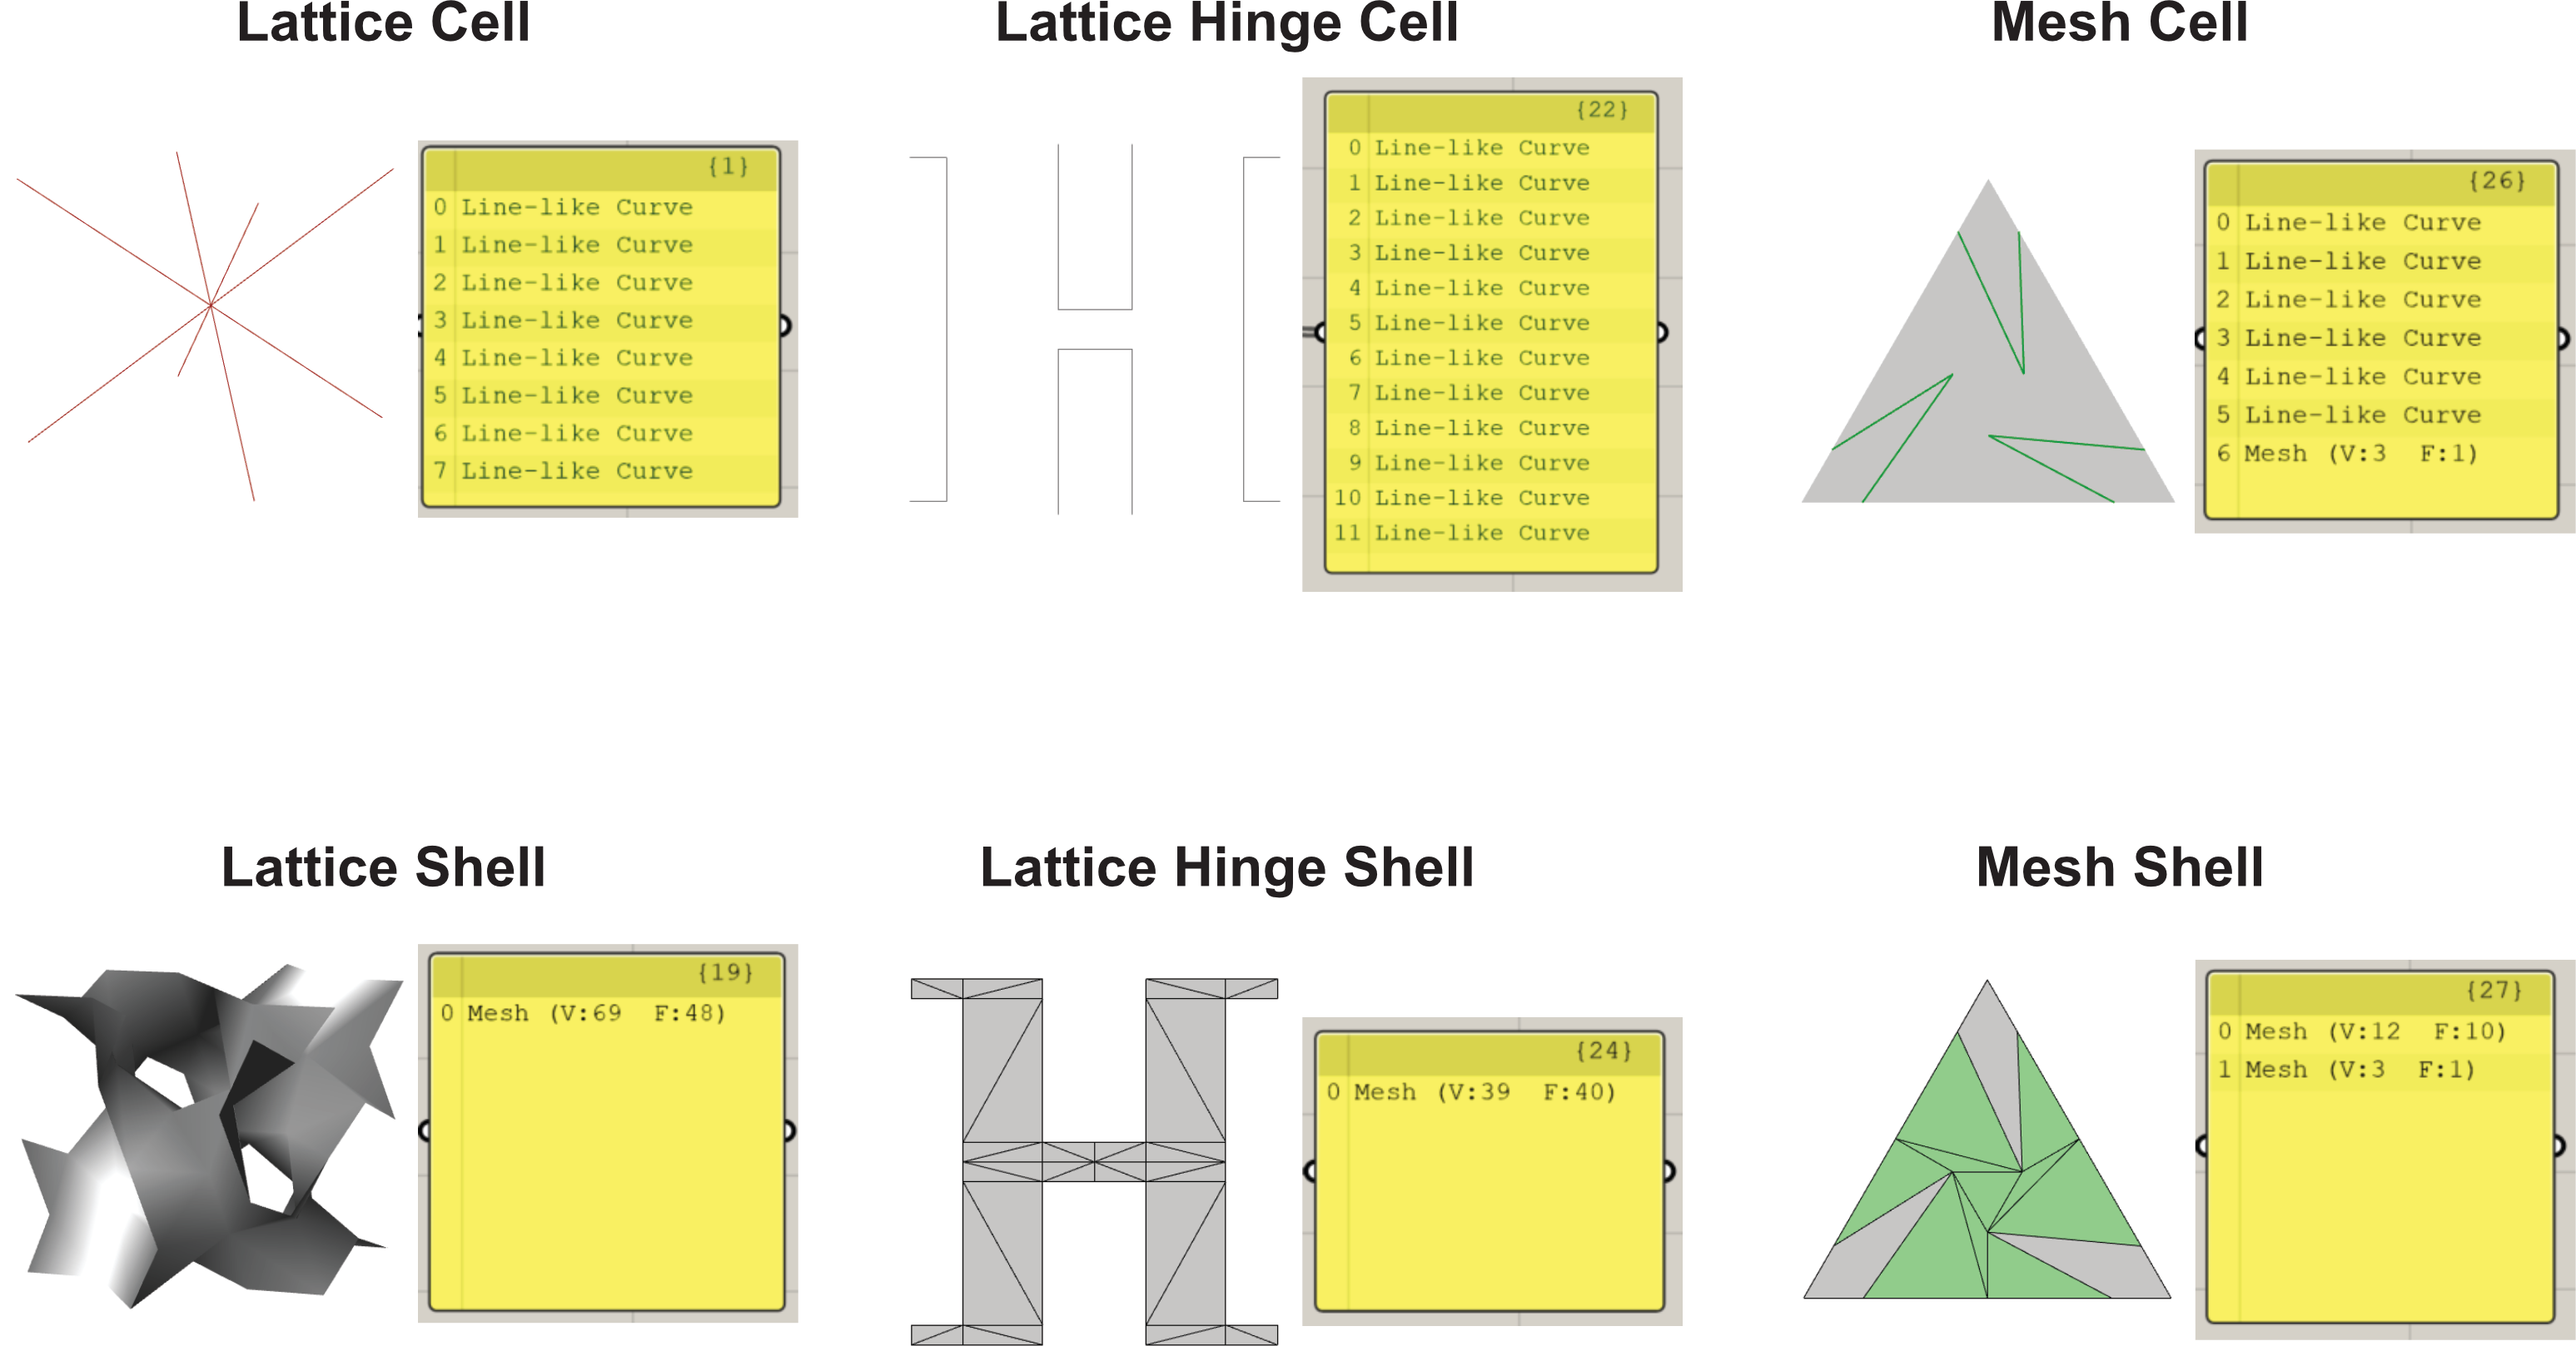 Lattice Cell
Lattice Hinge Cell
Mesh Cell
{1}
0 Line-like Curve
1 Line-like Curve
2 Line-like Curve
3 Line-like Curve
4 Line-like Curve
5 Line-like Curve
6 Line-like Curve
7 Line-like Curve
{22}
0 Line-like Curve
1 Line-like Curve
2 Line-like Curve
3 Line-like Curve
4 Line-like Curve
5 Line-like Curve
6 Line-like Curve
7 Line-like Curve
8 Line-like Curve
9 Line-like Curve
10 Line-like Curve
11 Line-like Curve
{26}
0 Line-like Curve
1 Line-like Curve
2 Line-like Curve
3 Line-like Curve
4 Line-like Curve
5 Line-like Curve
6 Mesh (V:3 F:1)
Lattice Shell
Lattice Hinge Shell
Mesh Shell
{19}
0 Mesh (V:69 F:48)
{24}
0 Mesh (V:39 F:40)
{27}
0 Mesh (V:12 F:10)
1 Mesh (V:3 F:1)